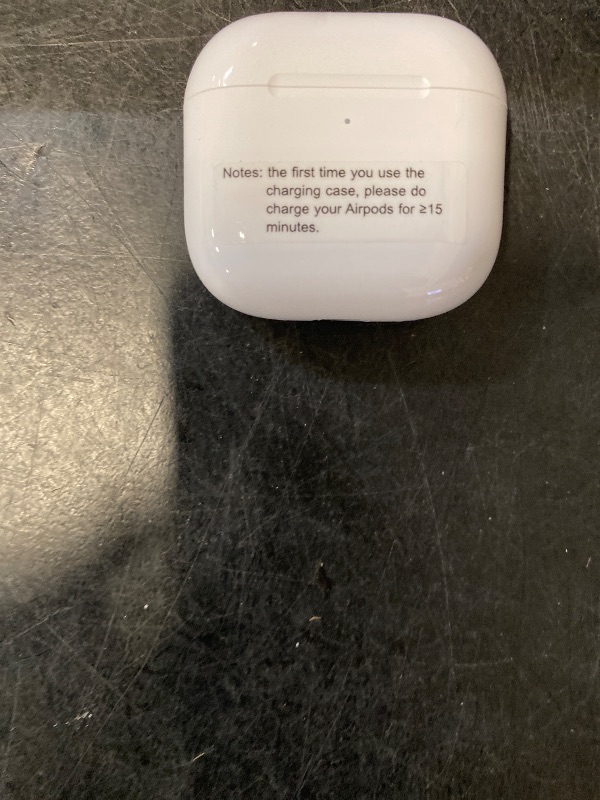 Notes: the first time you use the
charging case, please do
charge your Airpods for ≥15
minutes.